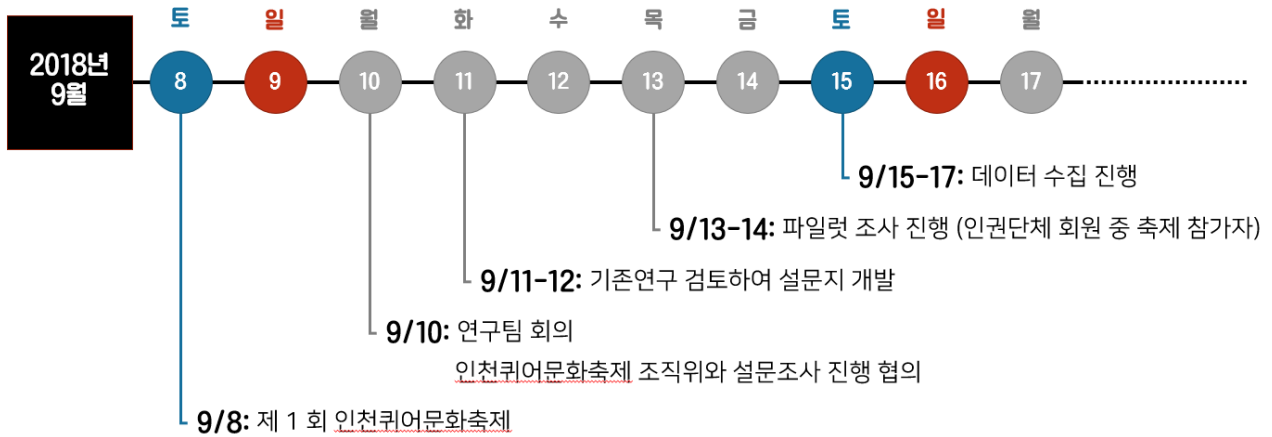 토 일 월 화 수 목 금 토 일 월
2018년
9월
8 9 10 11 12 13 14 15 16 17
9/15-17: 데이터 수집 진행
9/13-14: 파일럿 조사 진행 (인권단체 회원 중 축제 참가자)
9/11-12: 기존연구 검토하여 설문지 개발
9/10: 연구팀 회의
인천퀴어문화축제 조직위와 설문조사 진행 협의
9/8: 제 1 회 인천퀴어문화축제